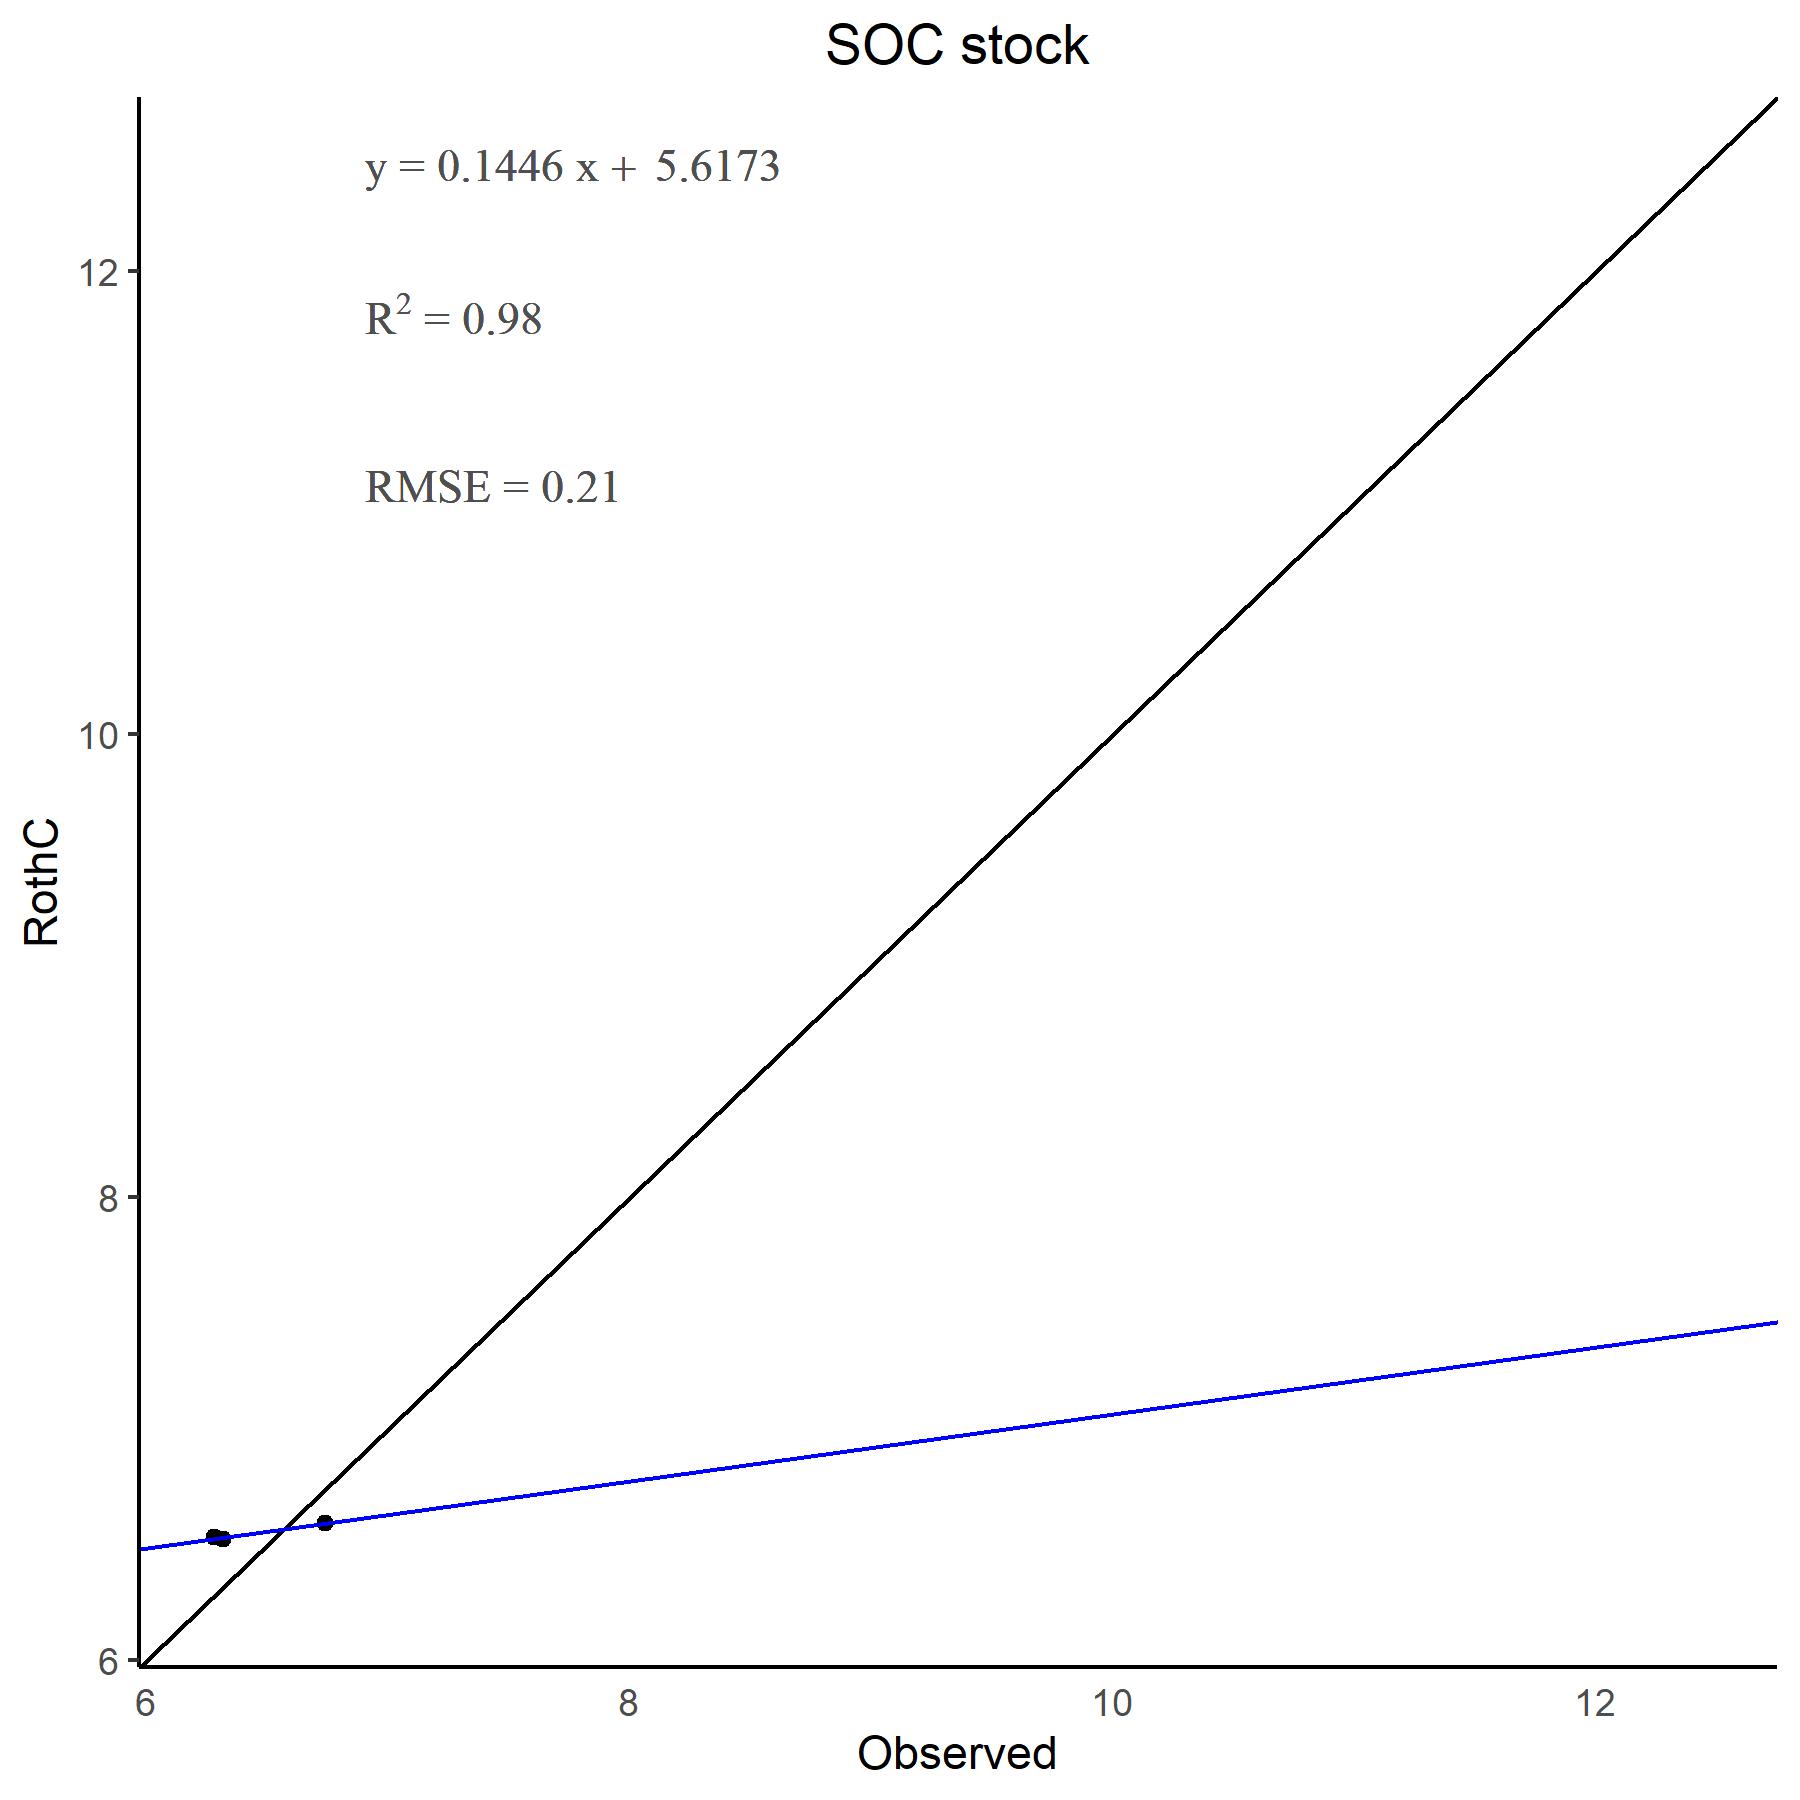 SOC stock
y = 0.1446 x + 5.6173
R² = 0.98
RMSE = 0.21
12
10
8
6
RothC
6 8 10 12
Observed